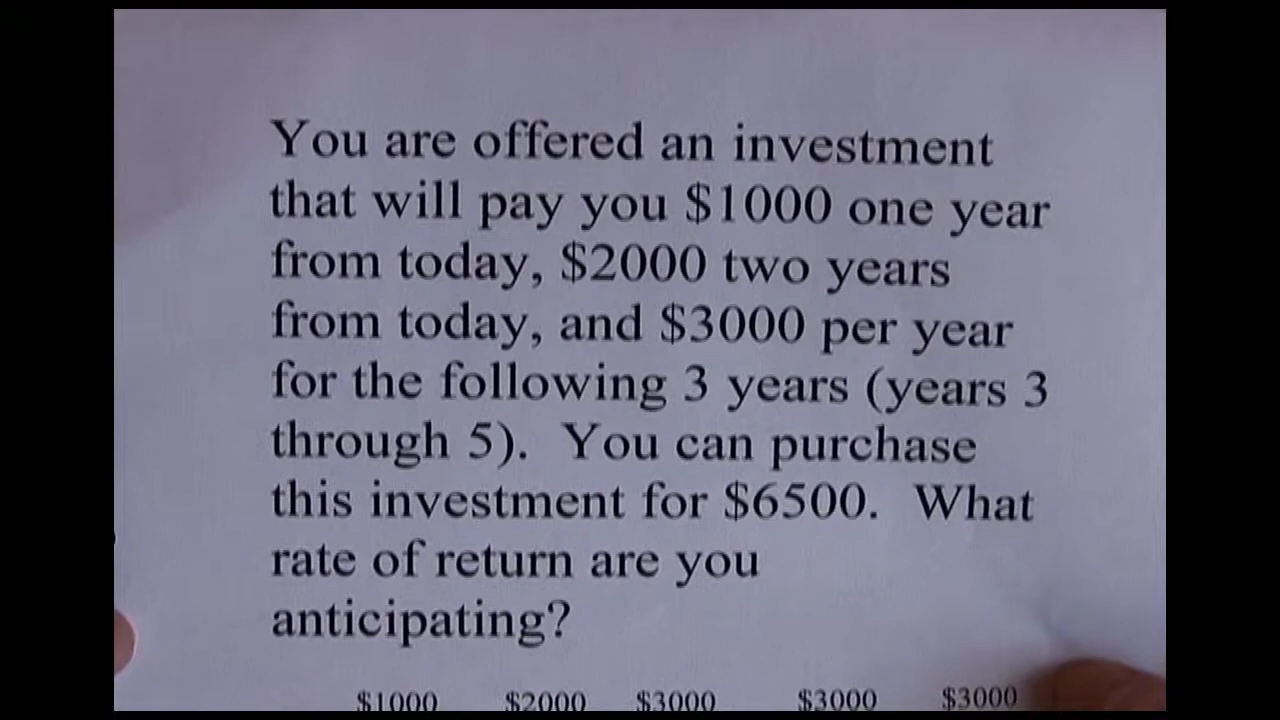 You are offered an investment
that will pay you $1000 one year
from today, $2000 two years
from today, and $3000 per year
for the following 3 years (years 3
through 5).  You can purchase
this investment for $6500.  What
rate of return are you
anticipating?
$1000 $2000 $3000 $3000 $3000